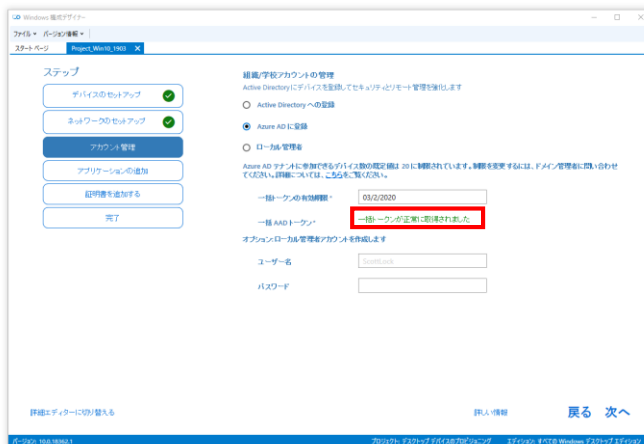 Windows 構成デザイナー
ファイル バージョン情報
スタート ページ Project_Win10_1903 X
ステップ
デバイスのセットアップ
ネットワークのセットアップ
アカウント管理
アプリケーションの追加
証明書を追加する
完了
組織/学校アカウントの管理
Active Directoryにデバイスを登録してセキュリティとリモート管理を強化します
Active Directory への登録
Azure AD に登録
ローカル管理者
Azure AD テナントに参加できるデバイス数の既定値は 20 に制限されています。制限を変更するには、ドメイン管理者に問い合わせ
てください。詳細については、こちらをご覧ください。
一括トークンの有効期限 * 03/2/2020
一括 AAD トークン * 一括トークンが正常に取得されました
オプション:ローカル管理者アカウントを作成します
ユーザー名 ScottLock
パスワード
詳細エディターに切り替える
詳しい情報
戻る 次へ
バージョン: 10.0.18362.1
プロジェクト: デスクトップ デバイスのプロビジョニング エディション: すべての Windows デスクトップ エディション